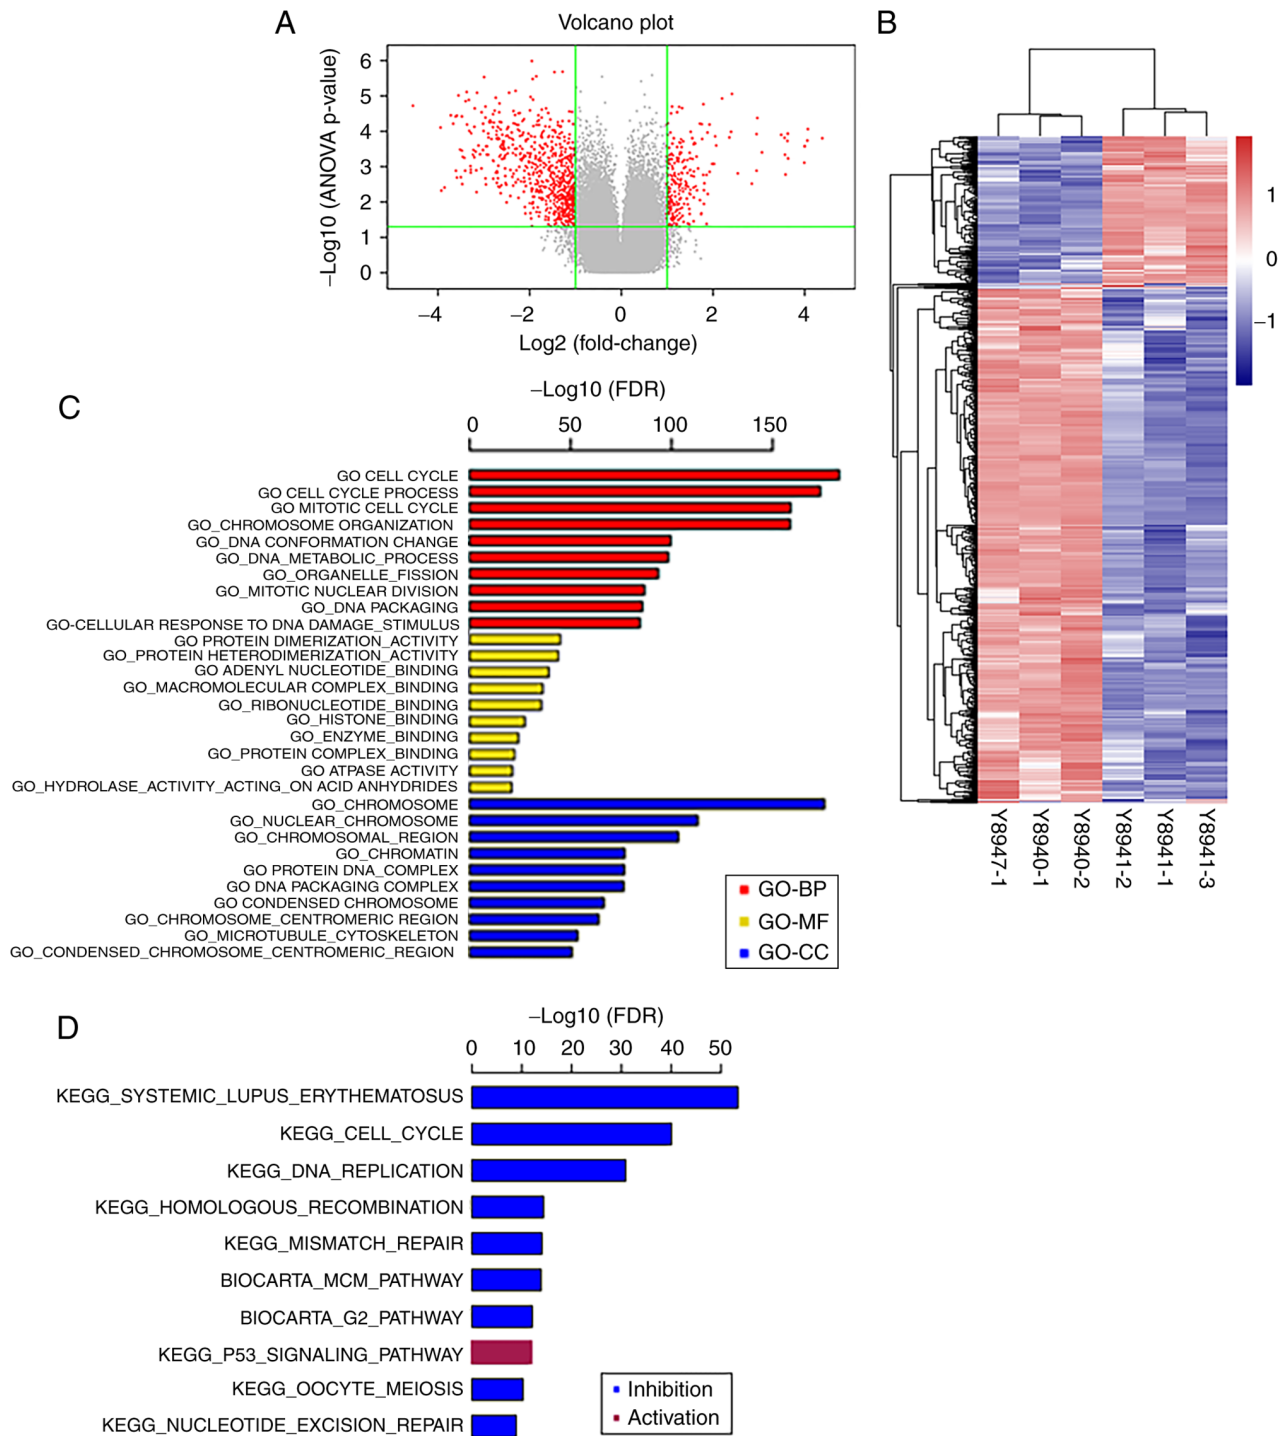 A
Volcano plot
−Log10 (ANOVA p-value)
6
5
4
3
2
1
0
−4
−2
0
2
4
Log2 (fold-change)
B
1
0
−1
Y8947-1
Y8940-1
Y8940-2
Y8941-2
Y8941-1
Y8941-3
C
−Log10 (FDR)
0
50
100
150
GO CELL CYCLE
GO CELL CYCLE PROCESS
GO MITOTIC CELL CYCLE
GO_CHROMOSOME ORGANIZATION
GO_DNA CONFORMATION CHANGE
GO_DNA_METABOLIC_PROCESS
GO_ORGANELLE_FISSION
GO_MITOTIC NUCLEAR DIVISION
GO_DNA PACKAGING
GO-CELLULAR RESPONSE TO DNA DAMAGE_STIMULUS
GO PROTEIN DIMERIZATION_ACTIVITY
GO_PROTEIN HETERODIMERIZATION_ACTIVITY
GO ADENYL NUCLEOTIDE_BINDING
GO_MACROMOLECULAR COMPLEX_BINDING
GO_RIBONUCLEOTIDE_BINDING
GO_HISTONE_BINDING
GO_ENZYME_BINDING
GO_PROTEIN COMPLEX_BINDING
GO ATPASE ACTIVITY
GO_HYDROLASE_ACTIVITY_ACTING_ON ACID ANHYDRIDES
GO_CHROMOSOME
GO_NUCLEAR_CHROMOSOME
GO_CHROMOSOMAL_REGION
GO_CHROMATIN
GO PROTEIN DNA_COMPLEX
GO DNA PACKAGING COMPLEX
GO CONDENSED CHROMOSOME
GO_CHROMOSOME_CENTROMERIC REGION
GO_MICROTUBULE_CYTOSKELETON
GO_CONDENSED_CHROMOSOME_CENTROMERIC_REGION
GO-BP
GO-MF
GO-CC
D
−Log10 (FDR)
0
10
20
30
40
50
KEGG_SYSTEMIC_LUPUS_ERYTHEMATOSUS
KEGG_CELL_CYCLE
KEGG_DNA_REPLICATION
KEGG_HOMOLOGOUS_RECOMBINATION
KEGG_MISMATCH_REPAIR
BIOCARTA_MCM_PATHWAY
BIOCARTA_G2_PATHWAY
KEGG_P53_SIGNALING_PATHWAY
KEGG_OOCYTE_MEIOSIS
KEGG_NUCLEOTIDE_EXCISION_REPAIR
Inhibition
Activation